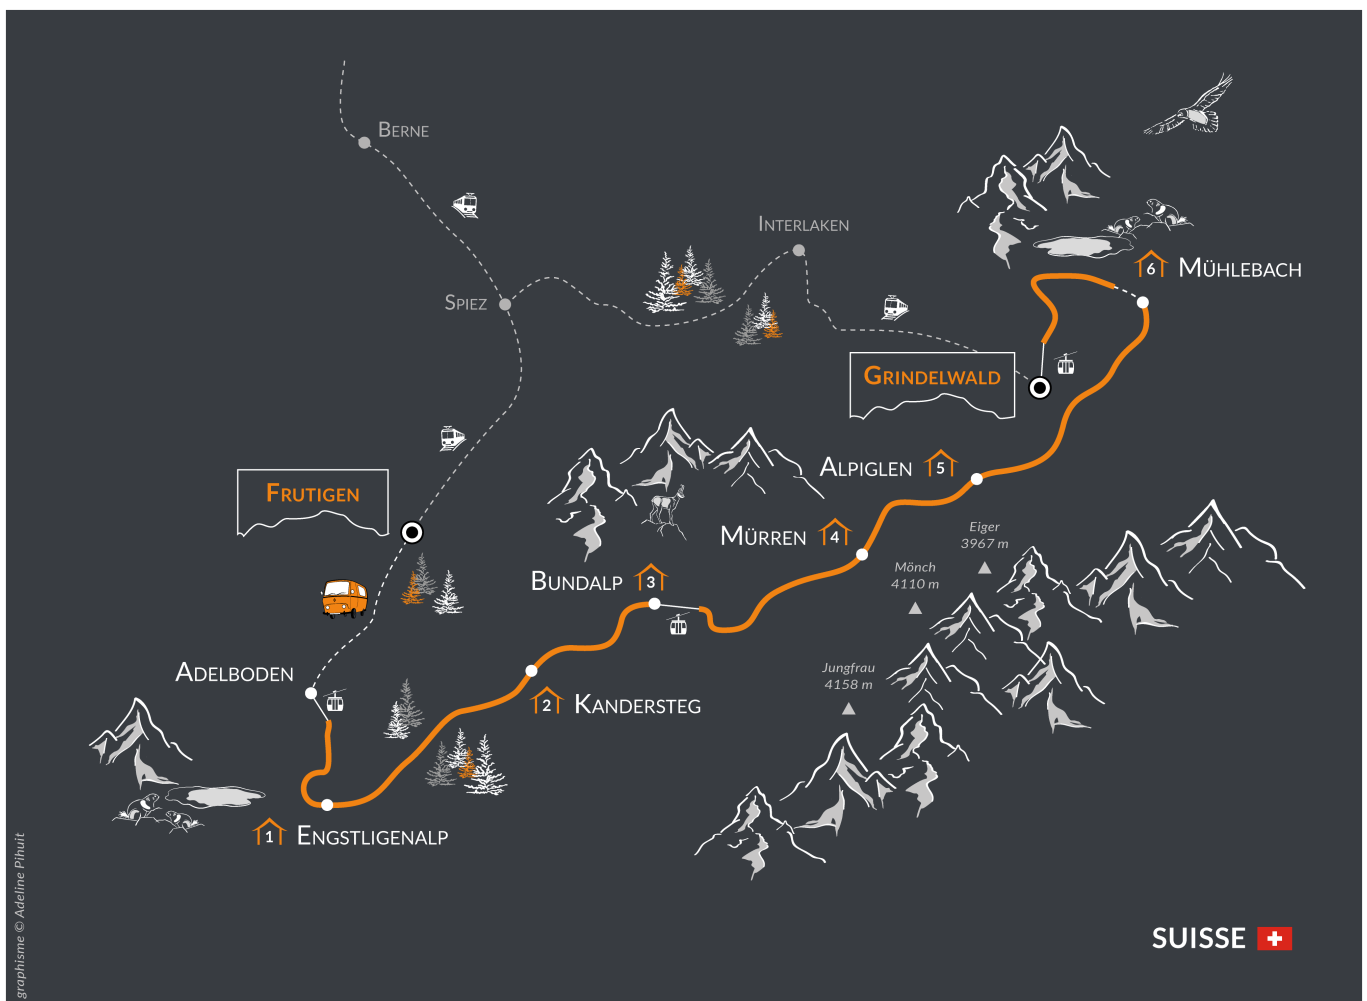 BERNE
INTERLAKEN
6 MÜHLEBACH
SPIEZ
GRINDELWALD
ALPIGLEN 5
FRUTIGEN
MÜRREN 4
Eiger
3967 m
Mönch
4110 m
BUNDALP 3
ADELBODEN
Jungfrau
4158 m
2 KANDERSTEG
1 ENGSTLIGENALP
graphisme © Adeline Pihuit
SUISSE